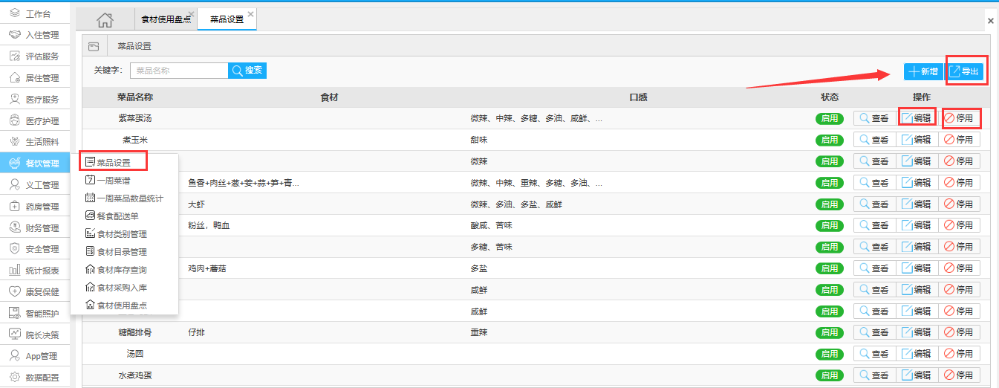 工作台
入住管理
评估服务
居住管理
医疗服务
医疗护理
生活照料
餐饮管理
义工管理
药房管理
财务管理
安全管理
统计报表
康复保健
智能照护
院长决策
App管理
数据配置
食材使用盘点
菜品设置
菜品设置
关键字: 菜品名称 搜索 新增 导出
菜品名称 食材 口感 状态 操作
紫菜蛋汤 微辣、中辣、多糖、多油、咸鲜、... 启用 查看 编辑 停用
煮玉米 甜味 启用 查看 编辑 停用
微辣 启用 查看 编辑 停用
鱼香+肉丝+葱+姜+蒜+笋+青... 微辣、中辣、重辣、多糖、多油、... 启用 查看 编辑 停用
大虾 微辣、多油、多盐、咸鲜 启用 查看 编辑 停用
粉丝，鸭血 酸咸、苦味 启用 查看 编辑 停用
多糖、苦味 启用 查看 编辑 停用
鸡肉+蘑菇 多盐 启用 查看 编辑 停用
咸鲜 启用 查看 编辑 停用
咸鲜 启用 查看 编辑 停用
糖醋排骨 仔排 重辣 启用 查看 编辑 停用
汤圆 启用 查看 编辑 停用
水煮鸡蛋 启用 查看 编辑 停用
菜品设置
一周菜谱
一周菜品数量统计
餐食配送单
食材类别管理
食材目录管理
食材库存查询
食材采购入库
食材使用盘点